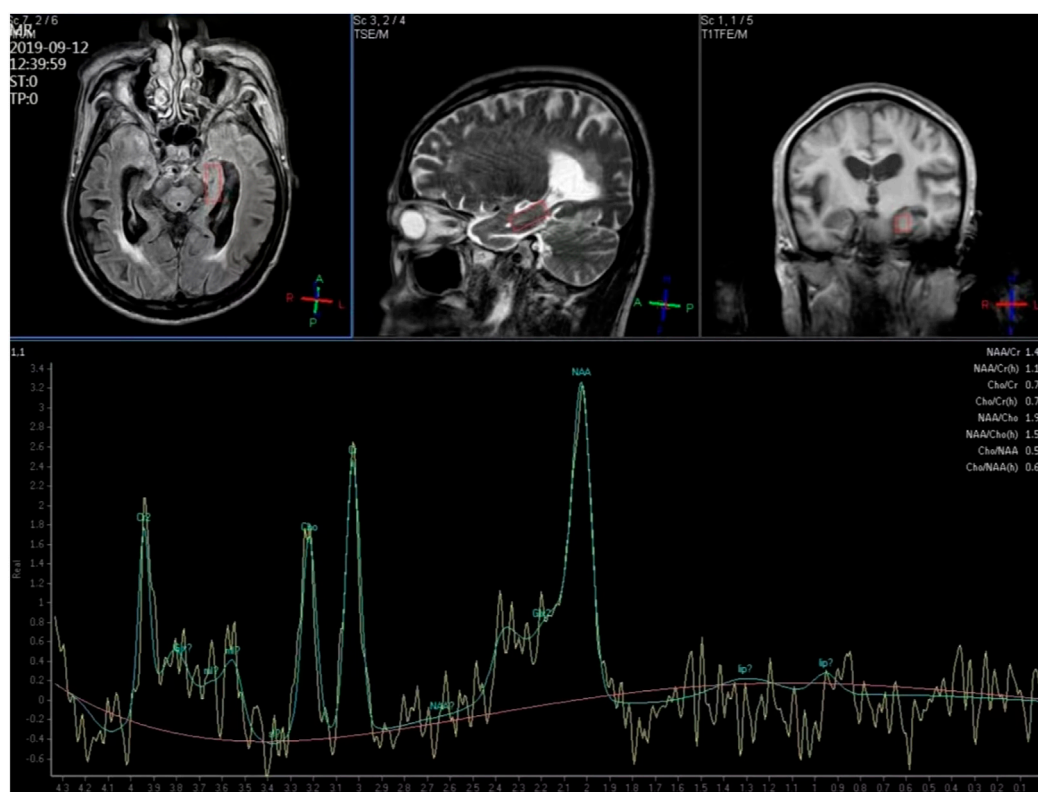 Sc 7, 2 / 6
MR
2019-09-12
12:39:59
ST:0
TP:0
A
R
L
P
Sc 3, 2 / 4
TSE/M
A
P
Sc 1, 1 / 5
T1TFE/M
R
L
1,1
NAA/Cr 1.4
NAA/Cr(h) 1.1
Cho/Cr 0.7
Cho/Cr(h) 0.7
NAA/Cho 1.9
NAA/Cho(h) 1.5
Cho/NAA 0.5
Cho/NAA(h) 0.6
NAA
Cr
Cr2
Cho
Glx2
mI?
mI?
NAA?
lip?
lip?
Real
3.4
3.2
3
2.8
2.6
2.4
2.2
2
1.8
1.6
1.4
1.2
1
0.8
0.6
0.4
0.2
0
-0.2
-0.4
-0.6
4.3 4.2 4.1 4 3.9 3.8 3.7 3.6 3.5 3.4 3.3 3.2 3.1 3 2.9 2.8 2.7 2.6 2.5 2.4 2.3 2.2 2.1 2 1.9 1.8 1.7 1.6 1.5 1.4 1.3 1.2 1.1 1 0.9 0.8 0.7 0.6 0.5 0.4 0.3 0.2 0.1 0